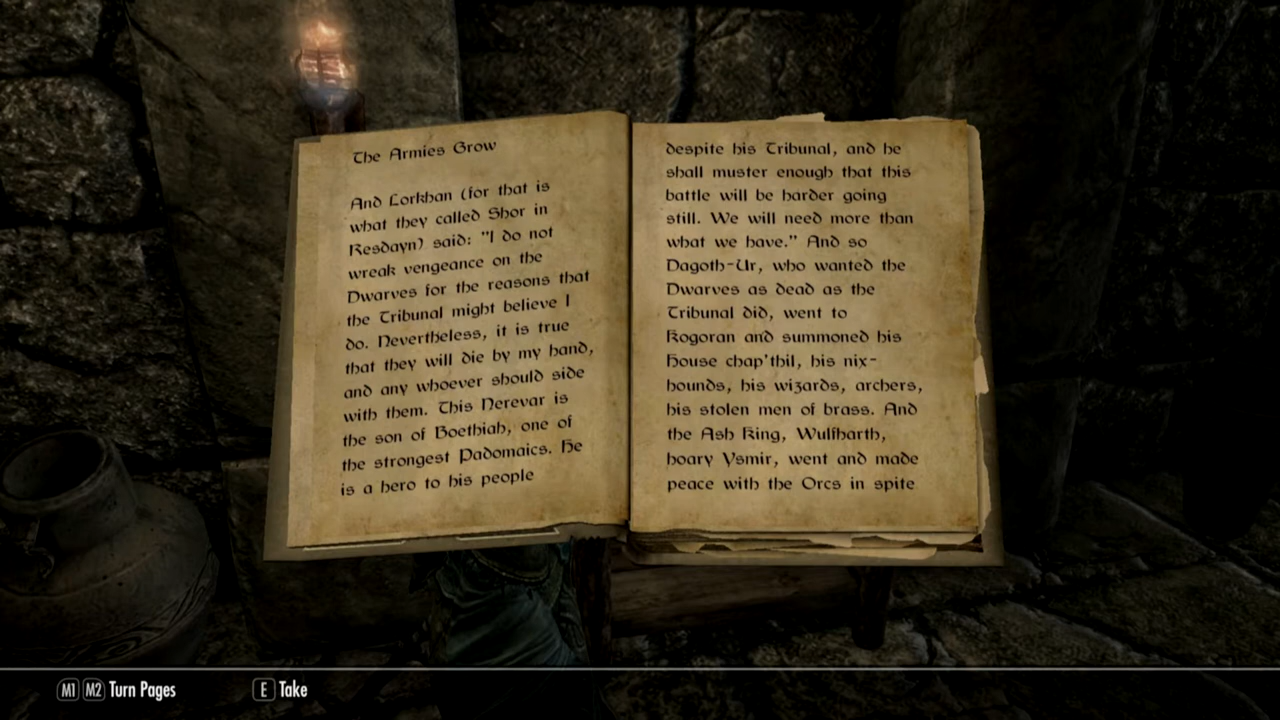 The Armies Grow
And Lorkhan (for that is
what they called Shor in
Resdayn) said: "I do not
wreak vengeance on the
Dwarves for the reasons that
the Tribunal might believe I
do. Nevertheless, it is true
that they will die by my hand,
and any whoever should side
with them. This Nerevar is
the son of Boethiah, one of
the strongest Padomaics. He
is a hero to his people
despite his Tribunal, and he
shall muster enough that this
battle will be harder going
still. We will need more than
what we have." And so
Dagoth-Ur, who wanted the
Dwarves as dead as the
Tribunal did, went to
Kogoran and summoned his
House chap'thil, his nix-
hounds, his wizards, archers,
his stolen men of brass. And
the Ash King, Wulfharth,
hoary Ysmir, went and made
peace with the Orcs in spite
M1 M2 Turn Pages
E Take